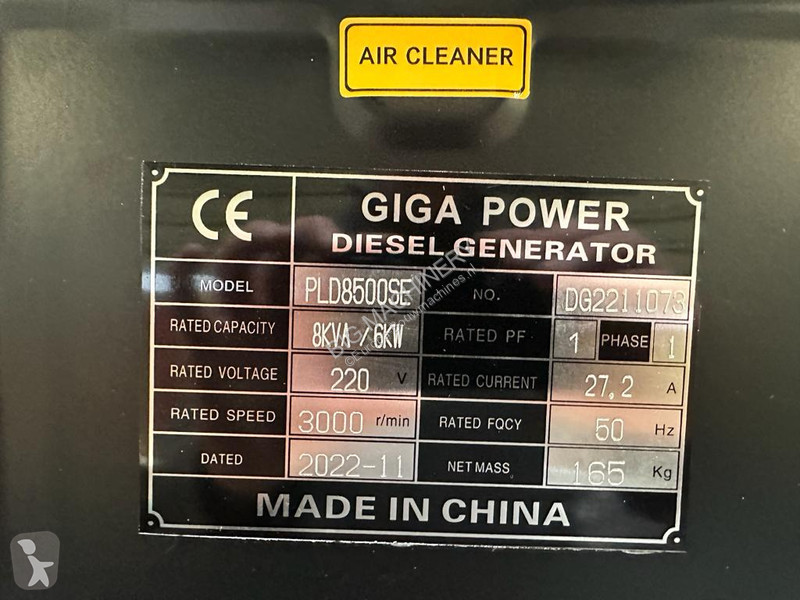 AIR CLEANER
CE GIGA POWER
DIESEL GENERATOR
MODEL PLD8500SE NO. DG2211073
RATED CAPACITY 8KVA/6KW RATED PF 1 PHASE 1
RATED VOLTAGE 220 V RATED CURRENT 27.2 A
RATED SPEED 3000 r/min RATED FQCY 50 Hz
DATED 2022-11 NET MASS 165 Kg
MADE IN CHINA